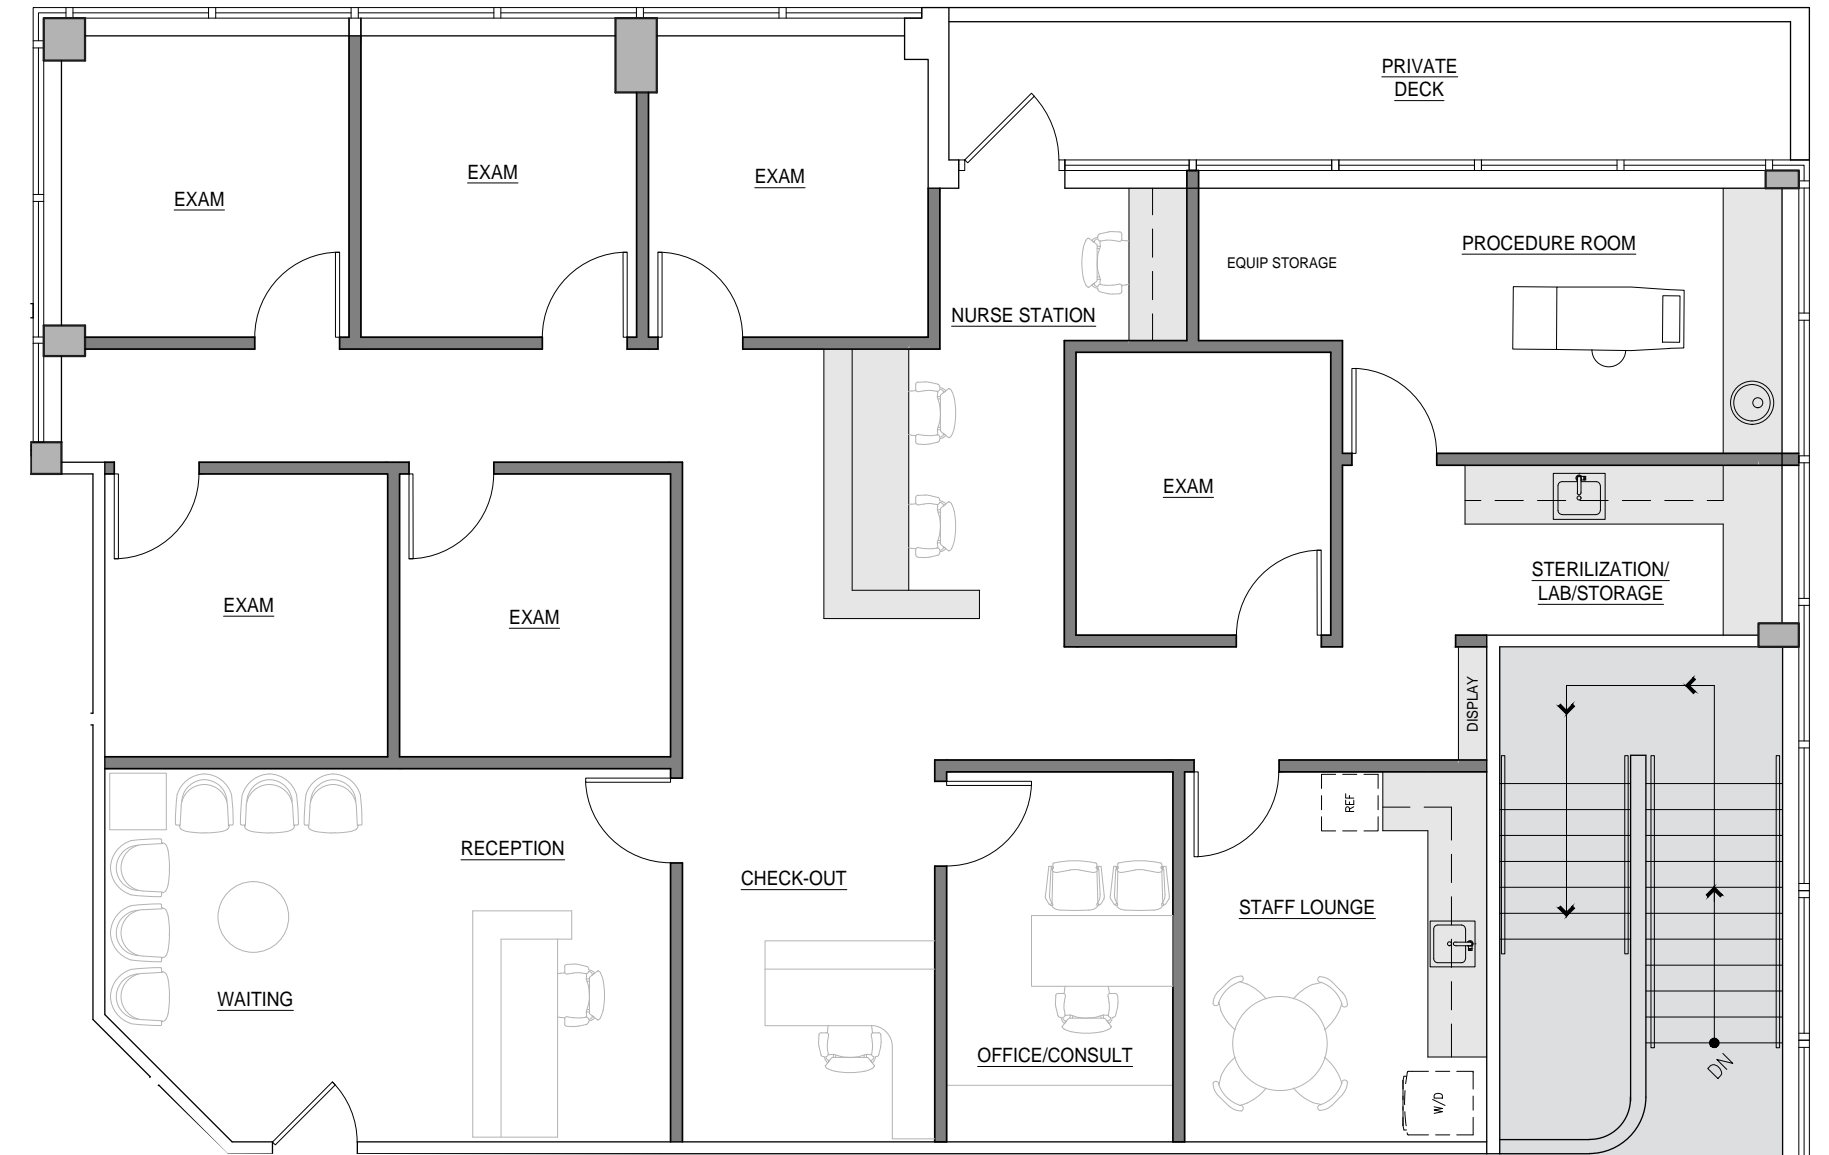 PRIVATE
DECK
EXAM
EXAM
EXAM
PROCEDURE ROOM
EQUIP STORAGE
NURSE STATION
EXAM
STERILIZATION/
LAB/STORAGE
EXAM
EXAM
DISPLAY
REF
RECEPTION
CHECK-OUT
STAFF LOUNGE
WAITING
OFFICE/CONSULT
W/D
DN